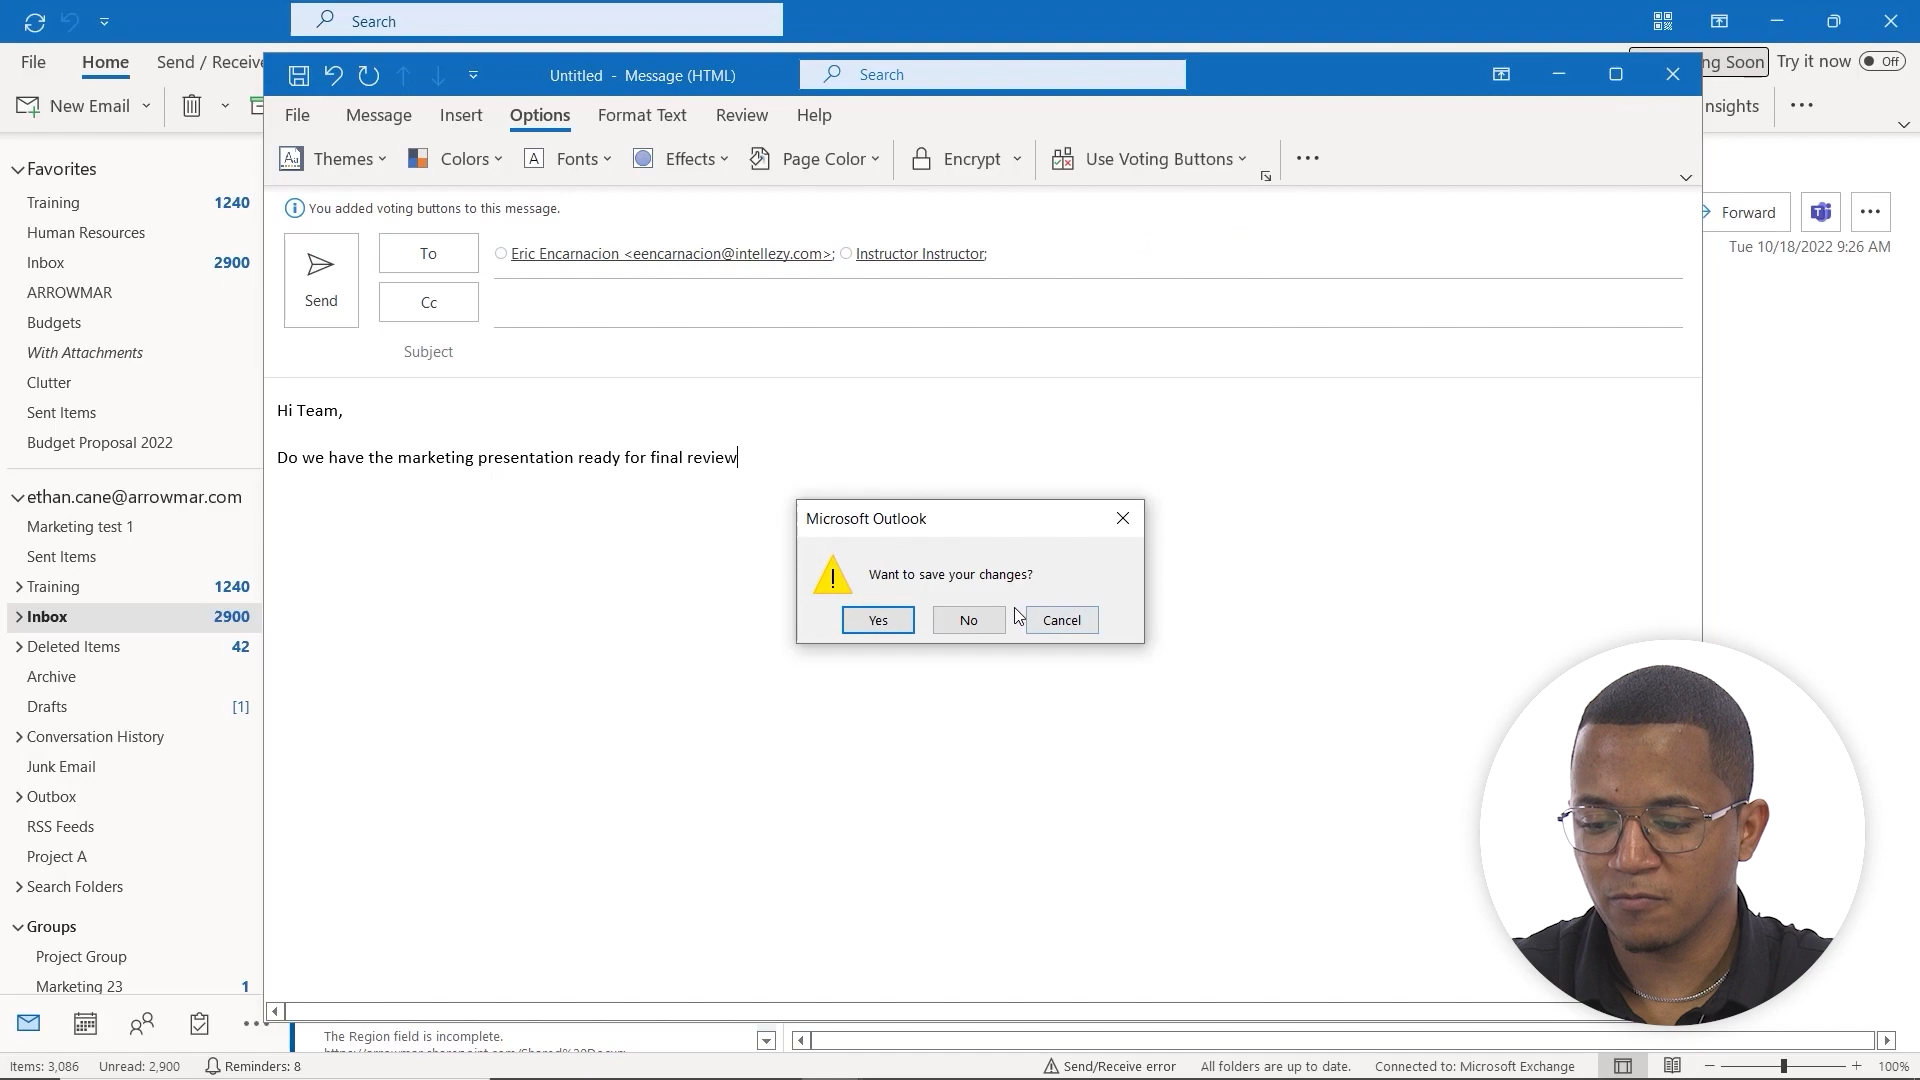 Search
File Home Send / Receive
ng Soon Try it now Off
New Email
nsights
Untitled - Message (HTML)
Search
File Message Insert Options Format Text Review Help
Themes Colors Fonts Effects Page Color Encrypt Use Voting Buttons
You added voting buttons to this message.
Send
To
Eric Encarnacion <eencarnacion@intellezy.com>; Instructor Instructor;
Cc
Subject
Hi Team,
Do we have the marketing presentation ready for final review
Microsoft Outlook
Want to save your changes?
Yes No Cancel
Forward
Tue 10/18/2022 9:26 AM
Favorites
Training 1240
Human Resources
Inbox 2900
ARROWMAR
Budgets
With Attachments
Clutter
Sent Items
Budget Proposal 2022
ethan.cane@arrowmar.com
Marketing test 1
Sent Items
Training 1240
Inbox 2900
Deleted Items 42
Archive
Drafts [1]
Conversation History
Junk Email
Outbox
RSS Feeds
Project A
Search Folders
Groups
Project Group
Marketing 23 1
The Region field is incomplete.
Items: 3,086 Unread: 2,900 Reminders: 8
Send/Receive error All folders are up to date. Connected to: Microsoft Exchange 100%